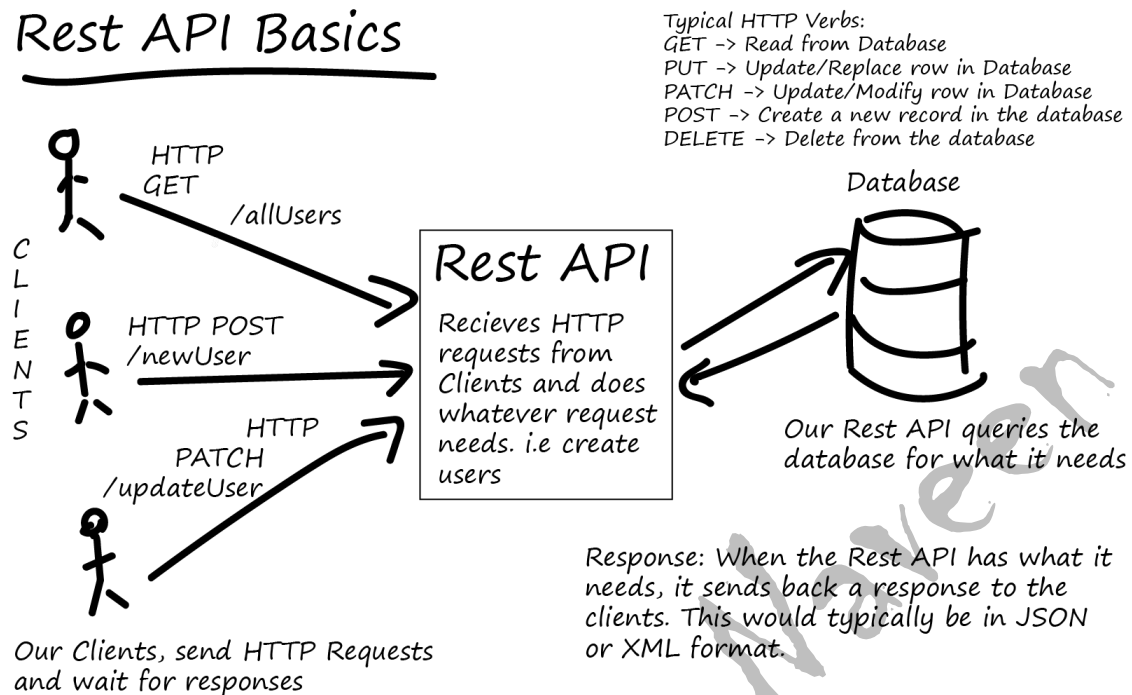 Rest API Basics
Typical HTTP Verbs:
GET -> Read from Database
PUT -> Update/Replace row in Database
PATCH -> Update/Modify row in Database
POST -> Create a new record in the database
DELETE -> Delete from the database
CLIENTS
HTTP
GET
/allUsers
HTTP POST
/newUser
HTTP
PATCH
/updateUser
Our Clients, send HTTP Requests
and wait for responses
Rest API
Recieves HTTP
requests from
Clients and does
whatever request
needs. i.e create
users
Database
Our Rest API queries the
database for what it needs
Response: When the Rest API has what it
needs, it sends back a response to the
clients. This would typically be in JSON
or XML format.
Naveen